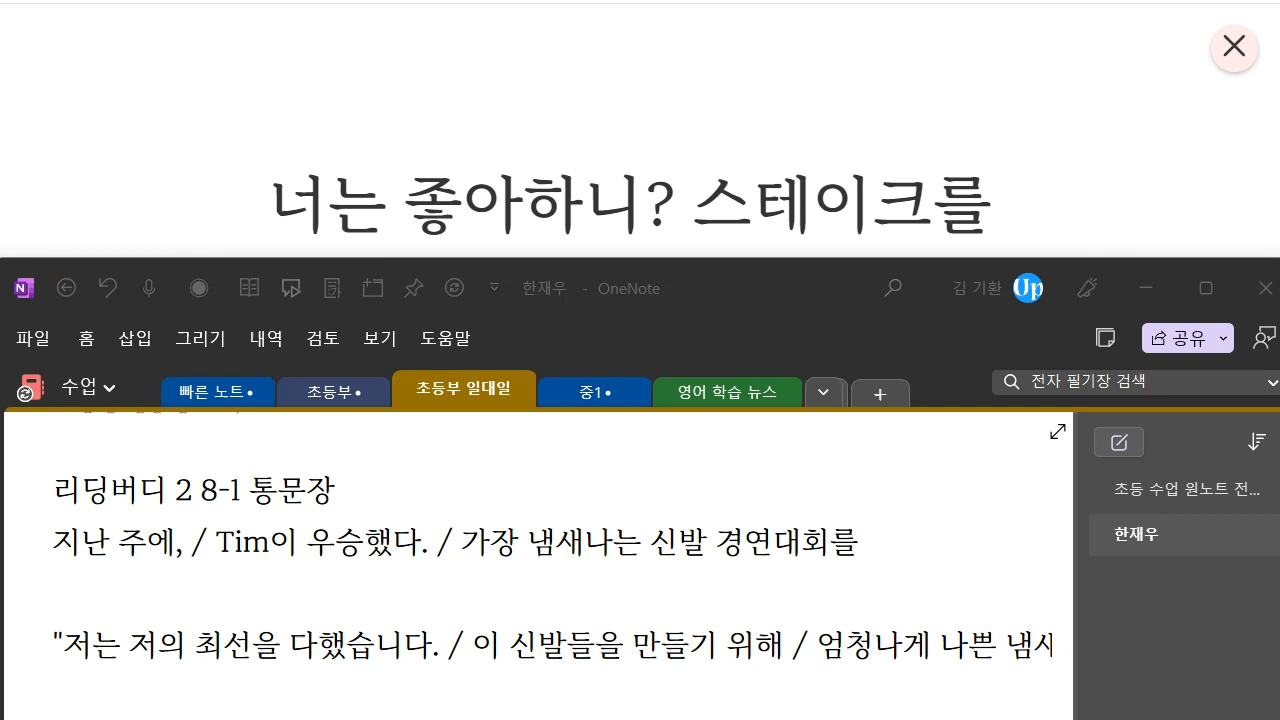 너는 좋아하니? 스테이크를
한재우 - OneNote
김 기환
Up
파일 홈 삽입 그리기 내역 검토 보기 도움말
공유
수업
빠른 노트
초등부
초등부 일대일
중1
영어 학습 뉴스
전자 필기장 검색
리딩버디 2 8-1 통문장
지난 주에, / Tim이 우승했다. / 가장 냄새나는 신발 경연대회를
"저는 저의 최선을 다했습니다. / 이 신발들을 만들기 위해 / 엄청나게 나쁜 냄새
초등 수업 원노트 전...
한재우